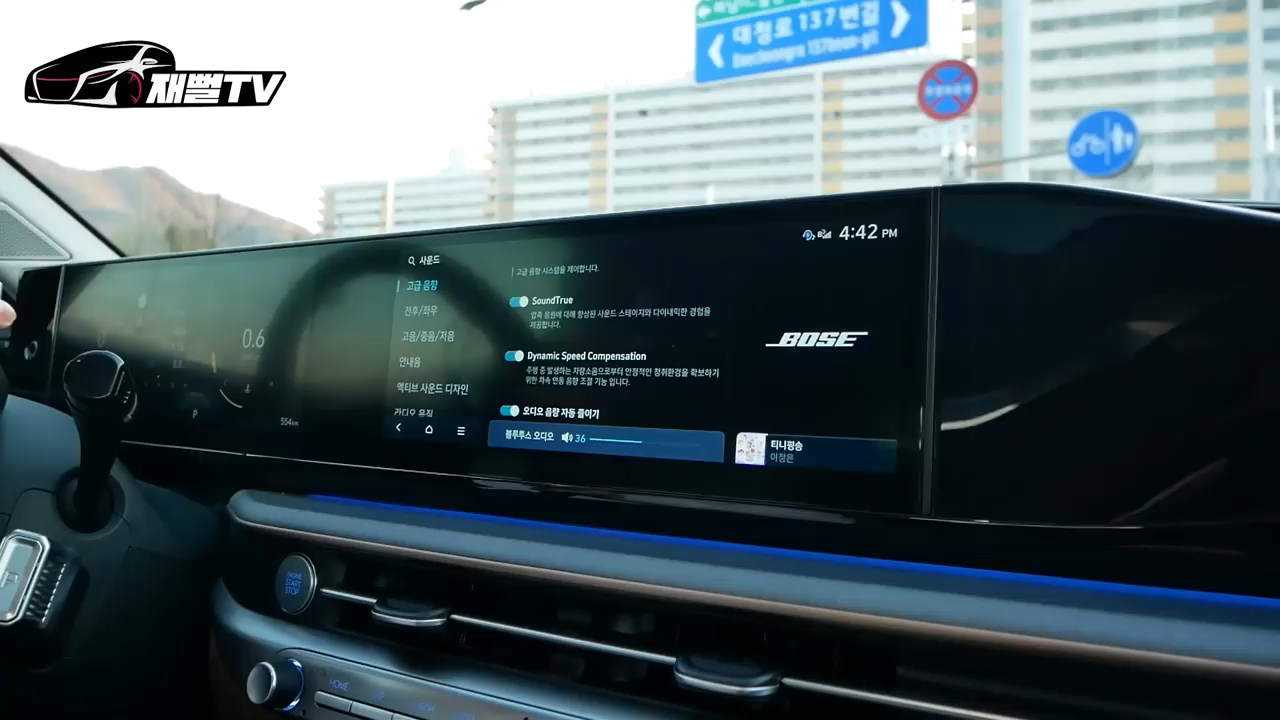 재뻘TV
대청로 137번길
Daecheongro 137beon-gil
4:42 PM
사운드
고급 음향
전후/좌우
고음/중음/저음
안내음
액티브 사운드 디자인
고급 음향 시스템을 제어합니다.
SoundTrue
압축 음원에 대해 향상된 사운드 스테이지와 다이내믹한 경험을
제공합니다.
Dynamic Speed Compensation
주행 중 발생하는 차량소음으로부터 안정적인 청취환경을 확보하기
위한 차속 연동 음향 조절 기능 입니다.
오디오 음량 자동 줄이기
블루투스 오디오 36
BOSE
티니핑송
이정은
0.6
P
554km
ENGINE
START
STOP
HOME